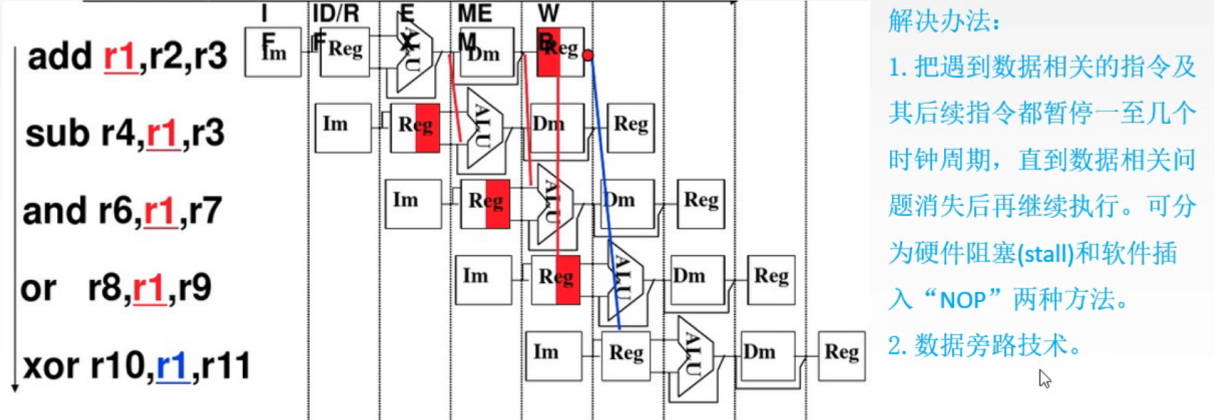 I ID/R E ME W
F F X M B
add r1,r2,r3
Im Reg ALU Dm Reg
sub r4,r1,r3
Im Reg ALU Dm Reg
and r6,r1,r7
Im Reg ALU Dm Reg
or r8,r1,r9
Im Reg ALU Dm Reg
xor r10,r1,r11
Im Reg ALU Dm Reg
解决办法：
1.把遇到数据相关的指令及
其后续指令都暂停一至几个
时钟周期，直到数据相关问
题消失后再继续执行。可分
为硬件阻塞(stall)和软件插
入“NOP”两种方法。
2.数据旁路技术。